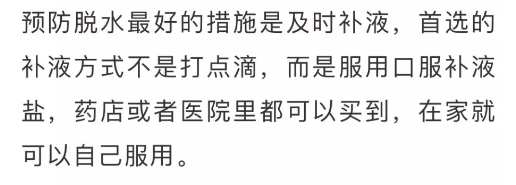 预防脱水最好的措施是及时补液，首选的
补液方式不是打点滴，而是服用口服补液
盐，药店或者医院里都可以买到，在家就
可以自己服用。